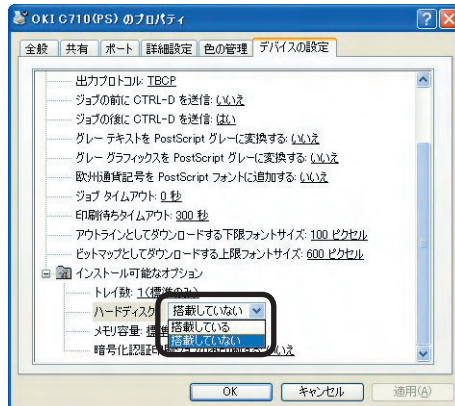 OKI C710(PS) のプロパティ
全般 共有 ポート 詳細設定 色の管理 デバイスの設定
出力プロトコル: TBCP
ジョブの前に CTRL-D を送信: いいえ
ジョブの後に CTRL-D を送信: はい
グレー テキストを PostScript グレーに変換する: いいえ
グレー グラフィックスを PostScript グレーに変換する: いいえ
欧州通貨記号を PostScript フォントに追加する: いいえ
ジョブ タイムアウト: 0 秒
印刷待ちタイムアウト: 300 秒
アウトラインとしてダウンロードする下限フォントサイズ: 100 ピクセル
ビットマップとしてダウンロードする上限フォントサイズ: 600 ピクセル
インストール可能なオプション
トレイ数: 1(標準のみ)
ハードディスク: 搭載していない
搭載している
メモリ容量: 標準
搭載していない
暗号化認証印刷 いいえ
OK キャンセル 適用(A)